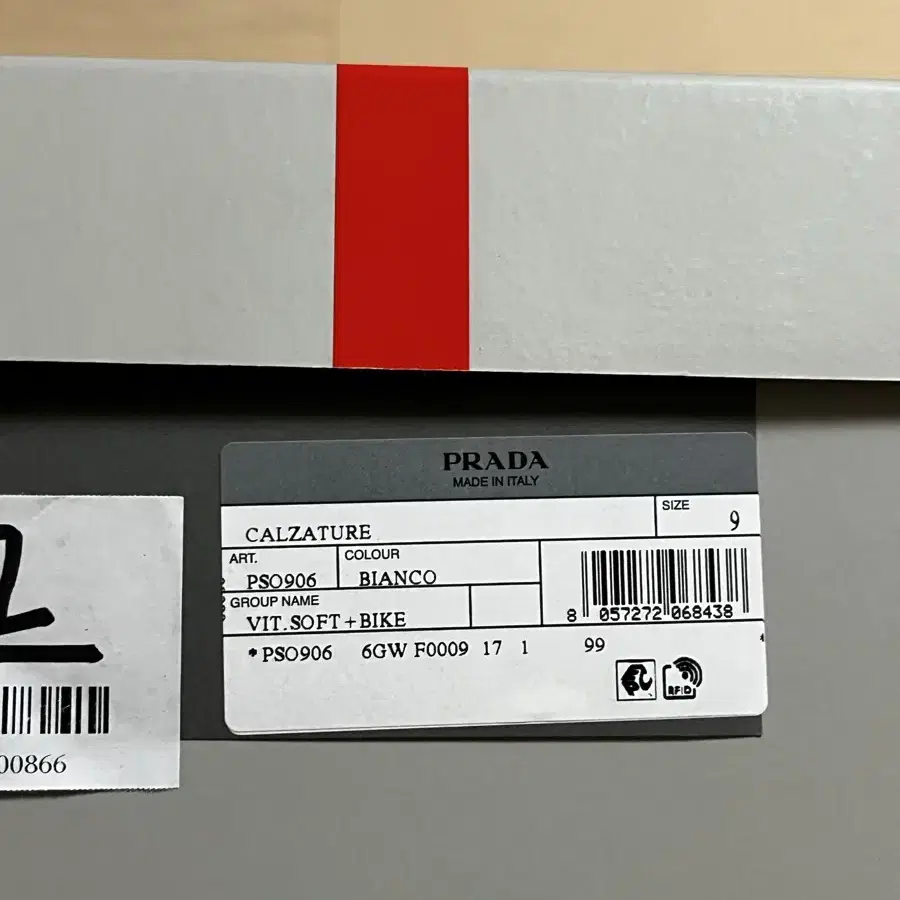 PRADA
MADE IN ITALY
CALZATURE
SIZE
9
ART.
PSO906
COLOUR
BIANCO
GROUP NAME
VIT.SOFT+BIKE
8 057272 068438
*PSO906 6GW F0009 17 1 99
RFID
2
00866